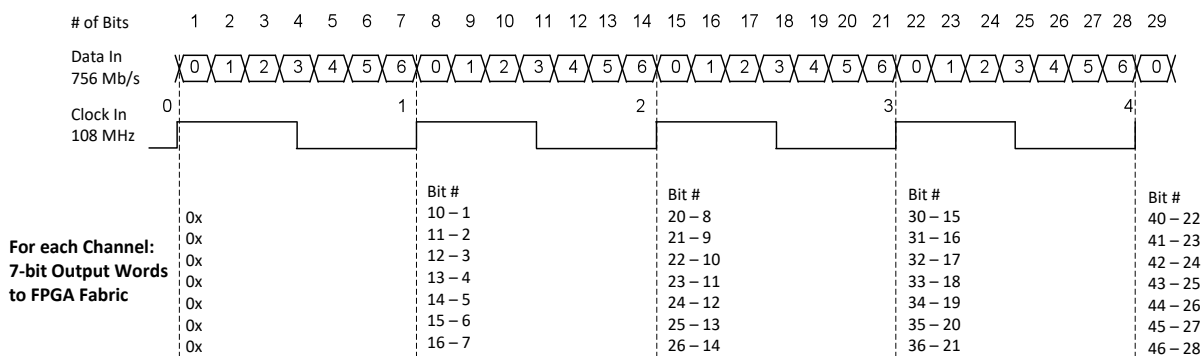 # of Bits 1 2 3 4 5 6 7 8 9 10 11 12 13 14 15 16 17 18 19 20 21 22 23 24 25 26 27 28 29
Data In
756 Mb/s
0 1 2 3 4 5 6 0 1 2 3 4 5 6 0 1 2 3 4 5 6 0 1 2 3 4 5 6 0
0 1 2 3 4
Clock In
108 MHz
For each Channel:
7-bit Output Words
to FPGA Fabric
0x
0x
0x
0x
0x
0x
0x
Bit #
10 – 1
11 – 2
12 – 3
13 – 4
14 – 5
15 – 6
16 – 7
Bit #
20 – 8
21 – 9
22 – 10
23 – 11
24 – 12
25 – 13
26 – 14
Bit #
30 – 15
31 – 16
32 – 17
33 – 18
34 – 19
35 – 20
36 – 21
Bit #
40 – 22
41 – 23
42 – 24
43 – 25
44 – 26
45 – 27
46 – 28